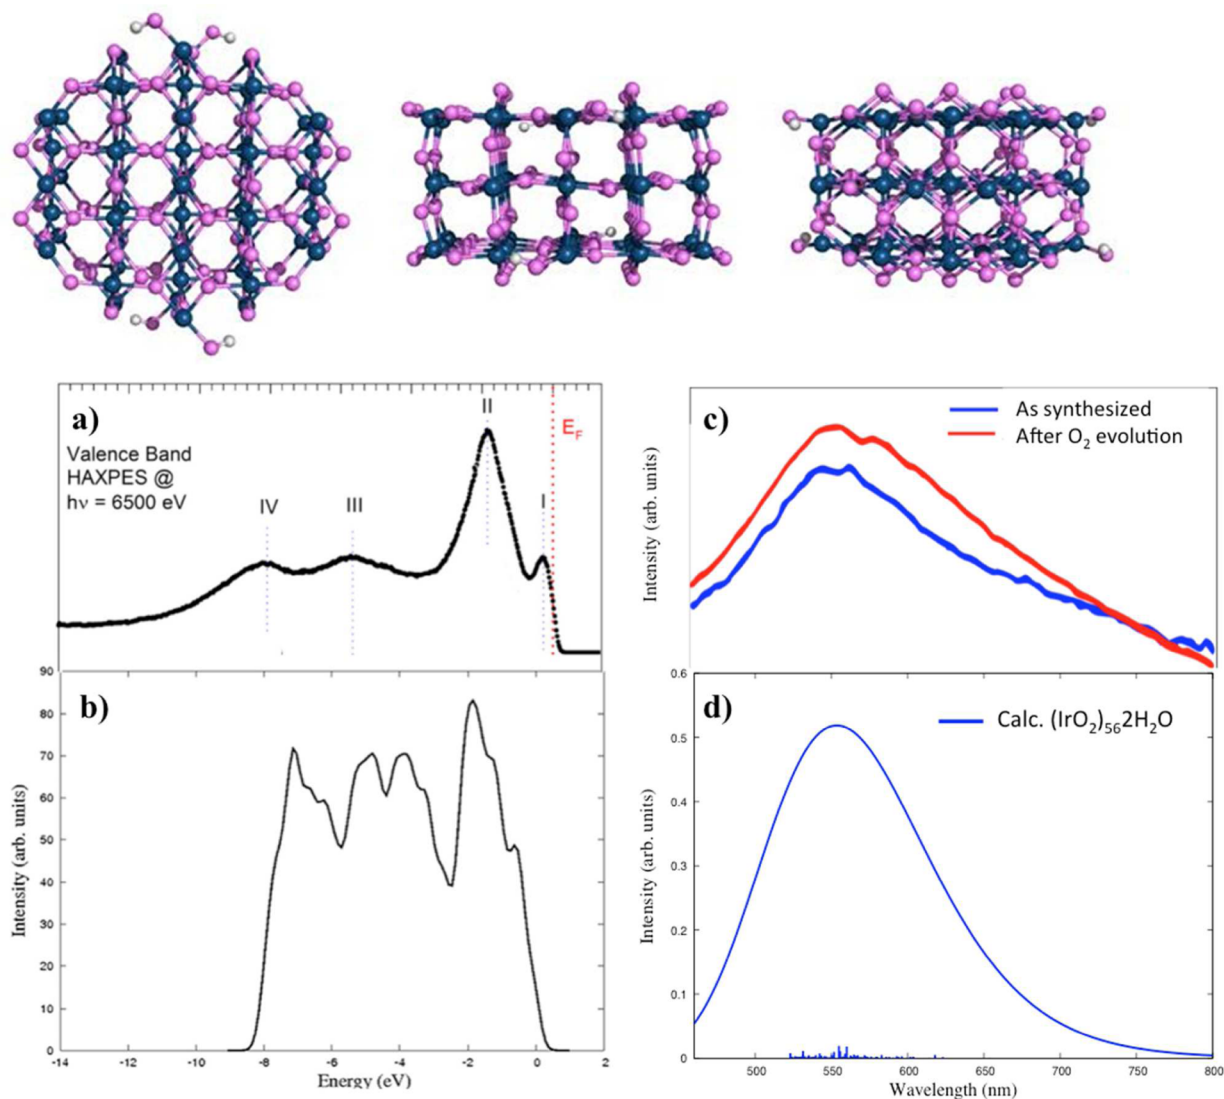 a)
Valence Band
HAXPES @
hν = 6500 eV
IV
III
II
I
E_F
c)
As synthesized
After O₂ evolution
Intensity (arb. units)
b)
90
80
70
60
50
40
30
20
10
0
Intensity (arb. units)
-14
-12
-10
-8
-6
-4
-2
0
2
Energy (eV)
d)
Calc. (IrO₂)₅₆2H₂O
0.6
0.5
0.4
0.3
0.2
0.1
0
Intensity (arb. units)
500
550
600
650
700
750
800
Wavelength (nm)